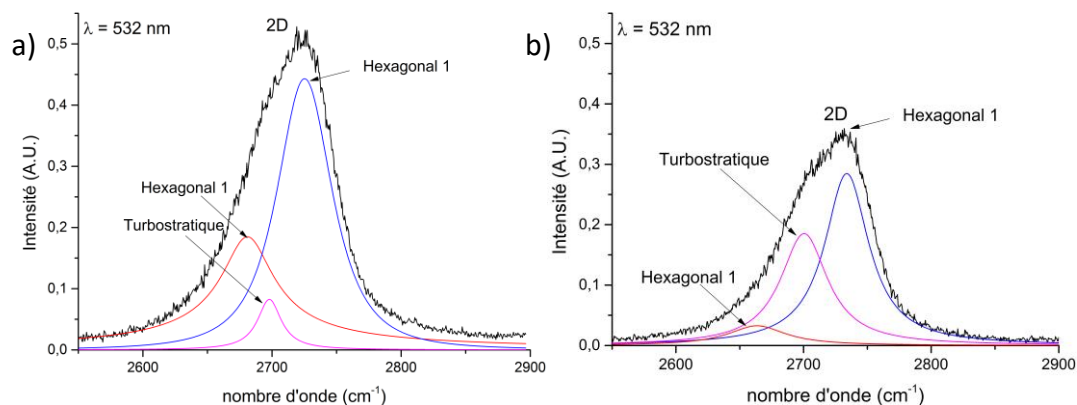 a)
λ = 532 nm
2D
Hexagonal 1
Hexagonal 1
Turbostratique
Intensité (A.U.)
0,5
0,4
0,3
0,2
0,1
0,0
2600
2700
2800
2900
nombre d'onde (cm⁻¹)
b)
λ = 532 nm
2D
Hexagonal 1
Turbostratique
Hexagonal 1
Intensité (A.U.)
0,5
0,4
0,3
0,2
0,1
0,0
2600
2700
2800
2900
nombre d'onde (cm⁻¹)